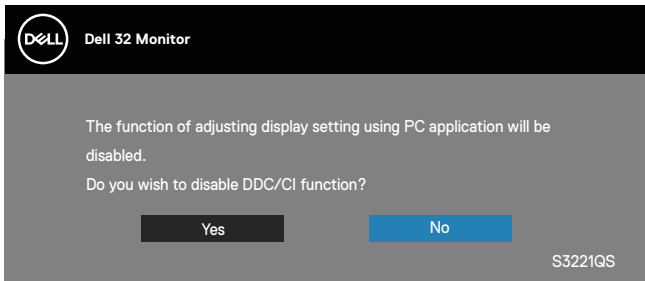 DELL
Dell 32 Monitor
The function of adjusting display setting using PC application will be
disabled.
Do you wish to disable DDC/CI function?
Yes
No
S3221QS